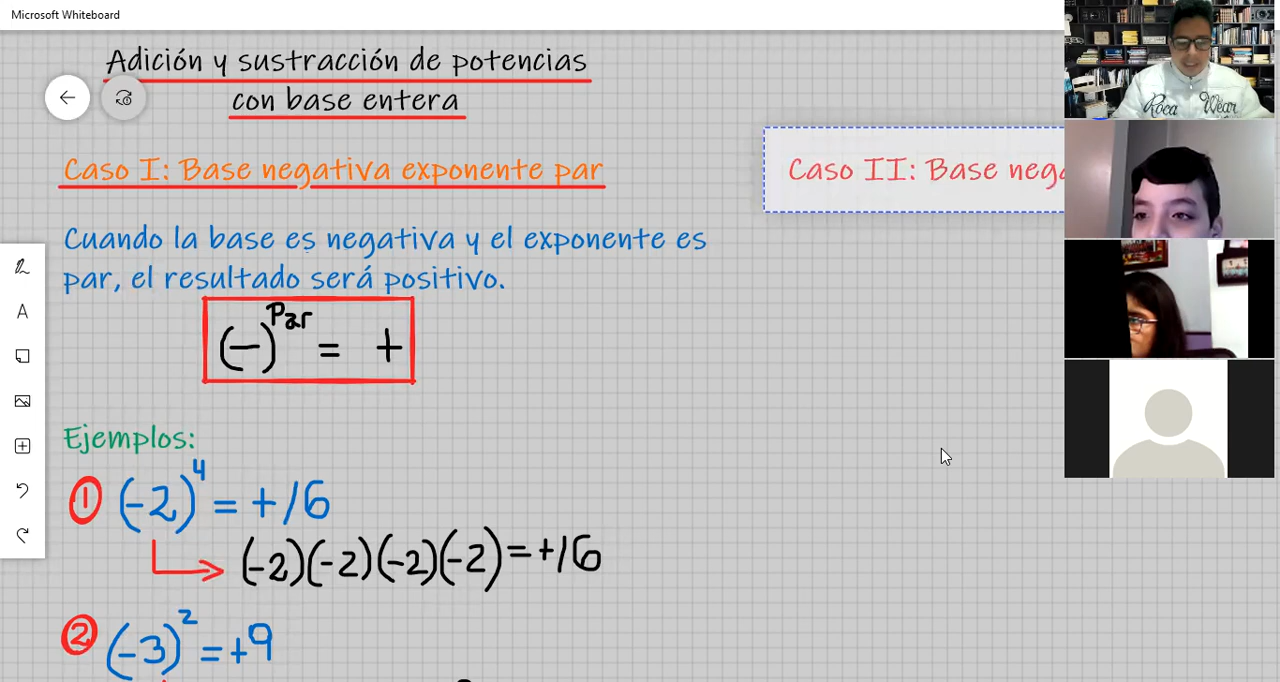 Microsoft Whiteboard
Adición y sustracción de potencias
con base entera
Caso I: Base negativa exponente par
Caso II: Base neg
Cuando la base es negativa y el exponente es
par, el resultado será positivo.
(-)^Par = +
Ejemplos:
① (-2)^4 = +16
(-2)(-2)(-2)(-2) = +16
② (-3)^2 = +9
Roca Wear